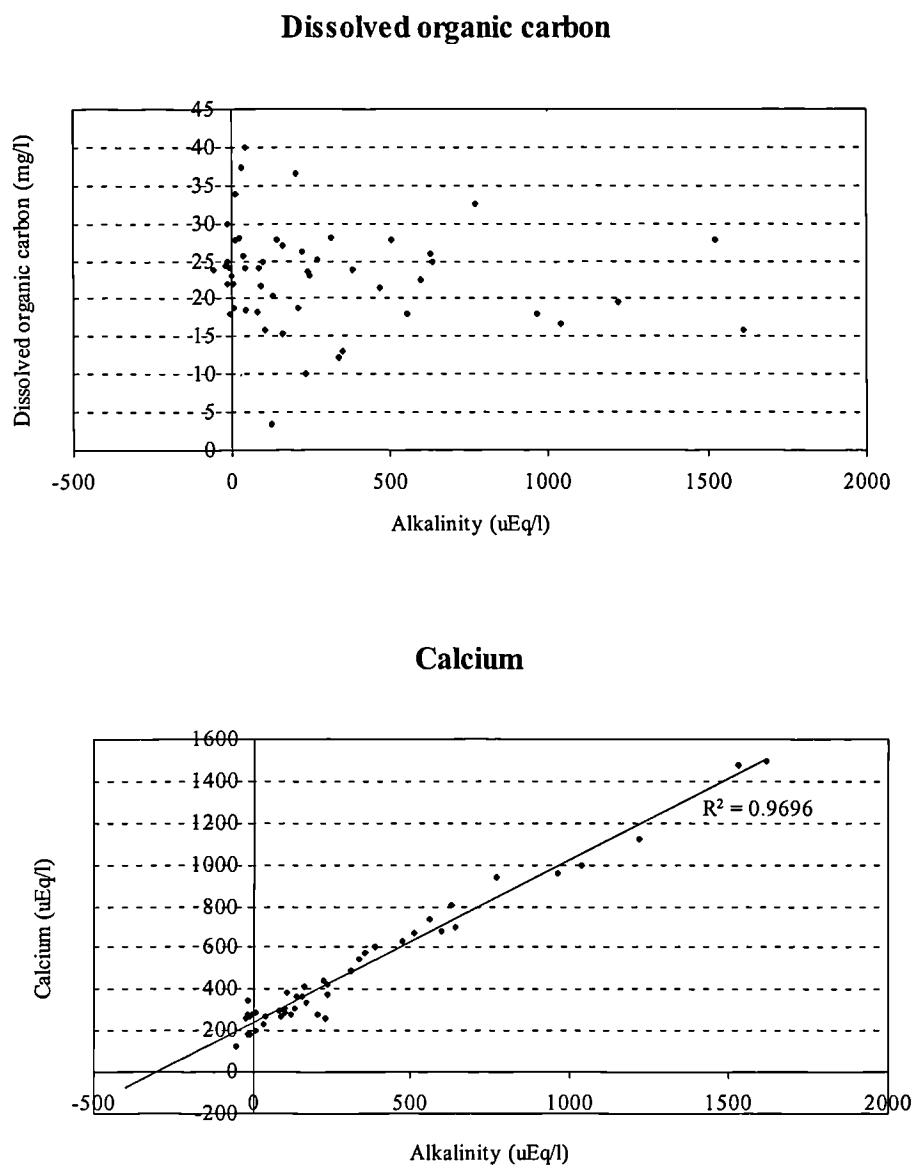 Dissolved organic carbon
45
40
35
30
25
20
15
10
5
0
Dissolved organic carbon (mg/l)
-500 0 500 1000 1500 2000
Alkalinity (uEq/l)
Calcium
1600
1400
1200
1000
800
600
400
200
0
-200
Calcium (uEq/l)
R² = 0.9696
-500 0 500 1000 1500 2000
Alkalinity (uEq/l)